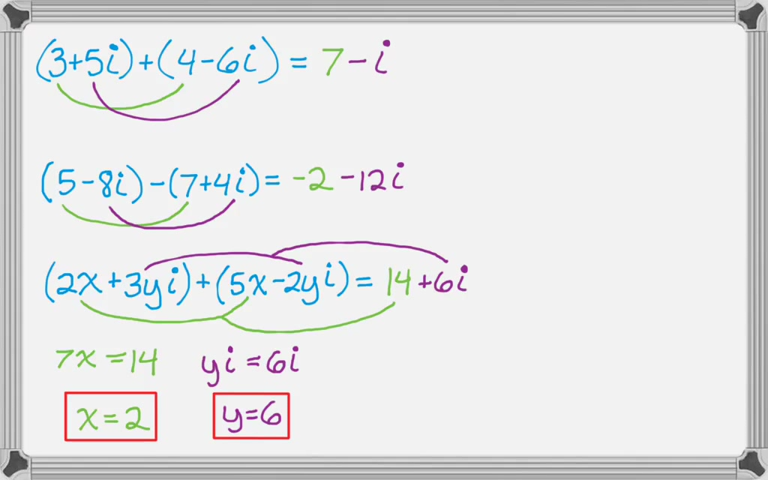 (3+5i)+(4-6i) = 7-i
(5-8i)-(7+4i) = -2-12i
(2x+3yi)+(5x-2yi) = 14+6i
7x=14 yi=6i
x=2 y=6